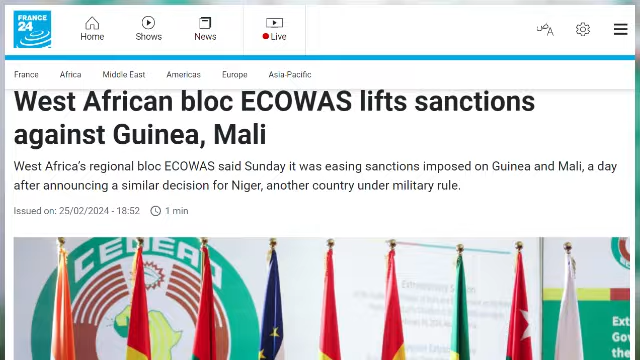 FRANCE
24
Home
Shows
News
Live
France
Africa
Middle East
Americas
Europe
Asia-Pacific
West African bloc ECOWAS lifts sanctions
against Guinea, Mali
West Africa's regional bloc ECOWAS said Sunday it was easing sanctions imposed on Guinea and Mali, a day
after announcing a similar decision for Niger, another country under military rule.
Issued on: 25/02/2024 - 18:52
1 min
CEDEAO
Extraordinary Session